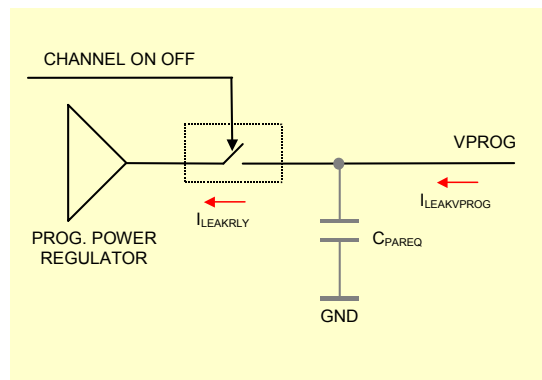 CHANNEL ON OFF
VPROG
ILEAKRLY
ILEAKVPROG
PROG. POWER
REGULATOR
CPAREQ
GND